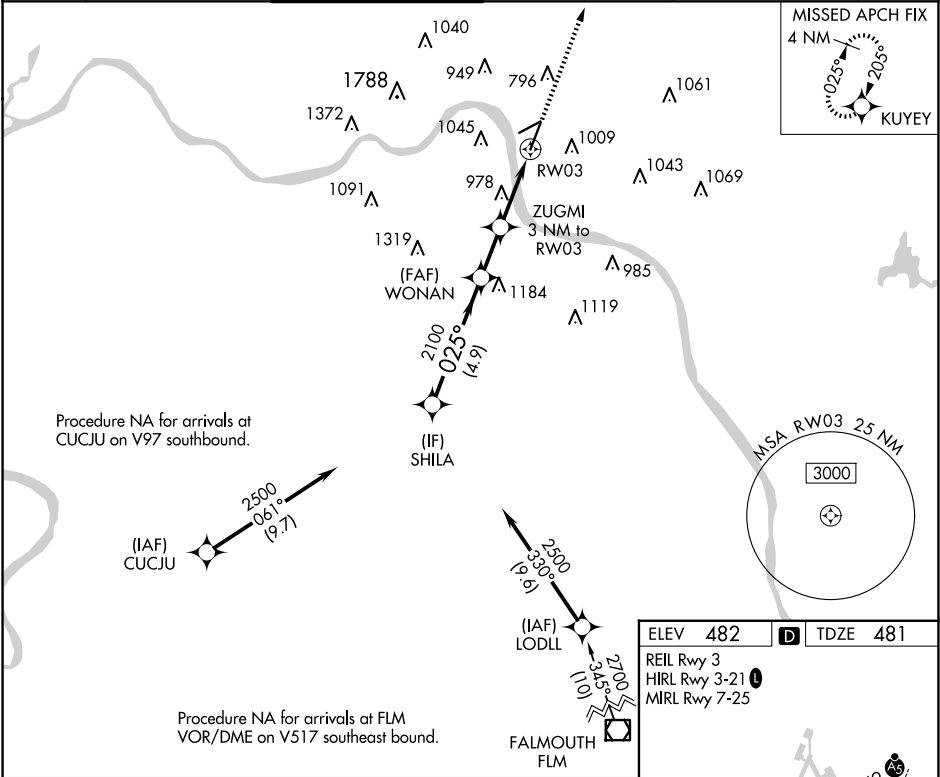 MISSED APCH FIX
4 NM
025°
205°
KUYEY
1040
949
796
1788
1061
1372
1045
1009
RW03
1043
1069
978
1091
ZUGMI
3 NM to
RW03
1319
985
(FAF)
WONAN
1184
1119
2100
025°
(4.9)
(IF)
SHILA
Procedure NA for arrivals at
CUCJU on V97 southbound.
MSA RW03 25 NM
3000
2500
061°
(9.7)
(IAF)
CUCJU
2500
330°
(9.6)
(IAF)
LODLL
2700
345°
(10)
FALMOUTH
FLM
Procedure NA for arrivals at FLM
VOR/DME on V517 southeast bound.
ELEV 482 D TDZE 481
REIL Rwy 3
HIRL Rwy 3-21 L
MIRL Rwy 7-25
A5